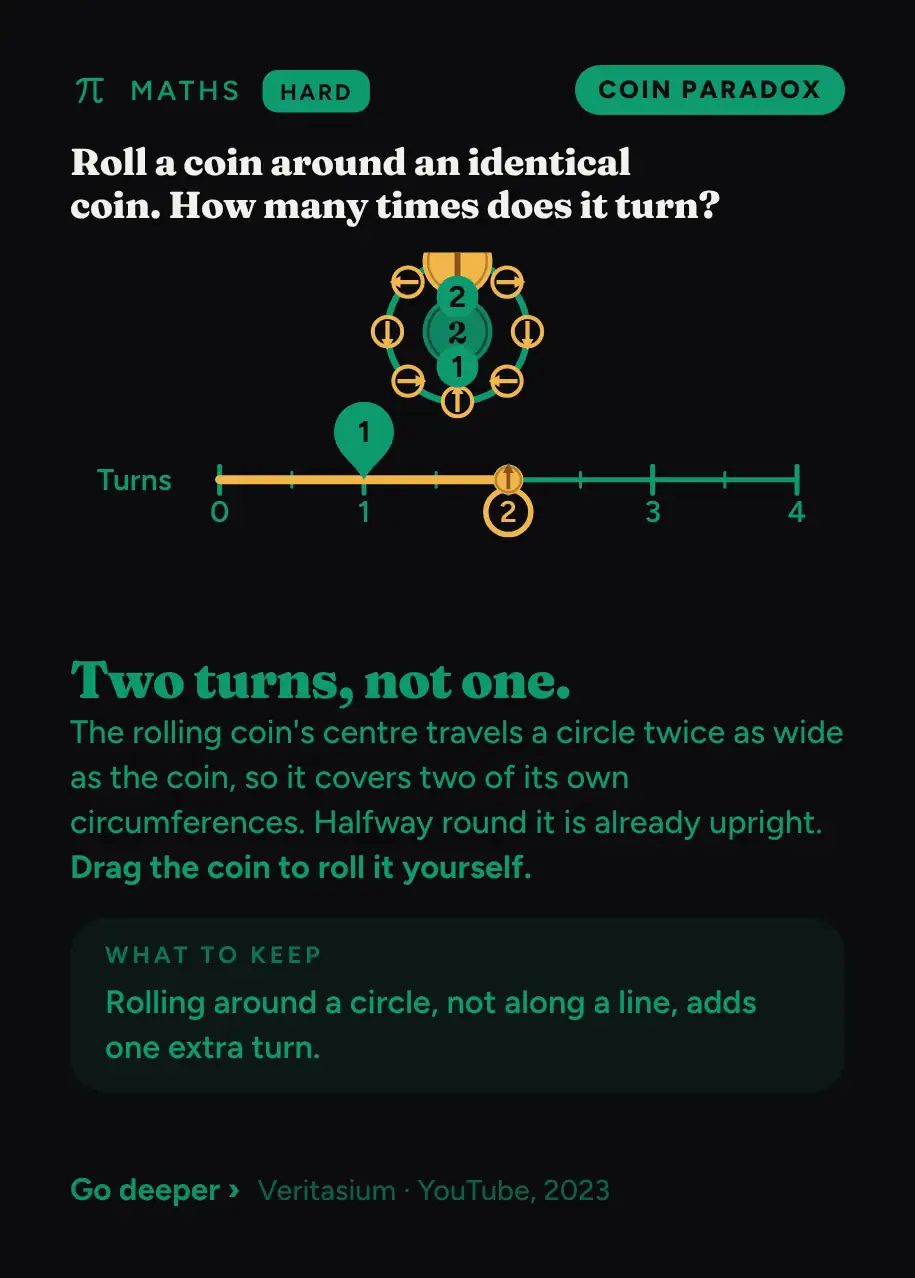 π MATHS HARD COIN PARADOX
Roll a coin around an identical
coin. How many times does it turn?
2
2
1
1
Turns
0 1 2 3 4
Two turns, not one.
The rolling coin's centre travels a circle twice as wide
as the coin, so it covers two of its own
circumferences. Halfway round it is already upright.
Drag the coin to roll it yourself.
WHAT TO KEEP
Rolling around a circle, not along a line, adds
one extra turn.
Go deeper › Veritasium · YouTube, 2023